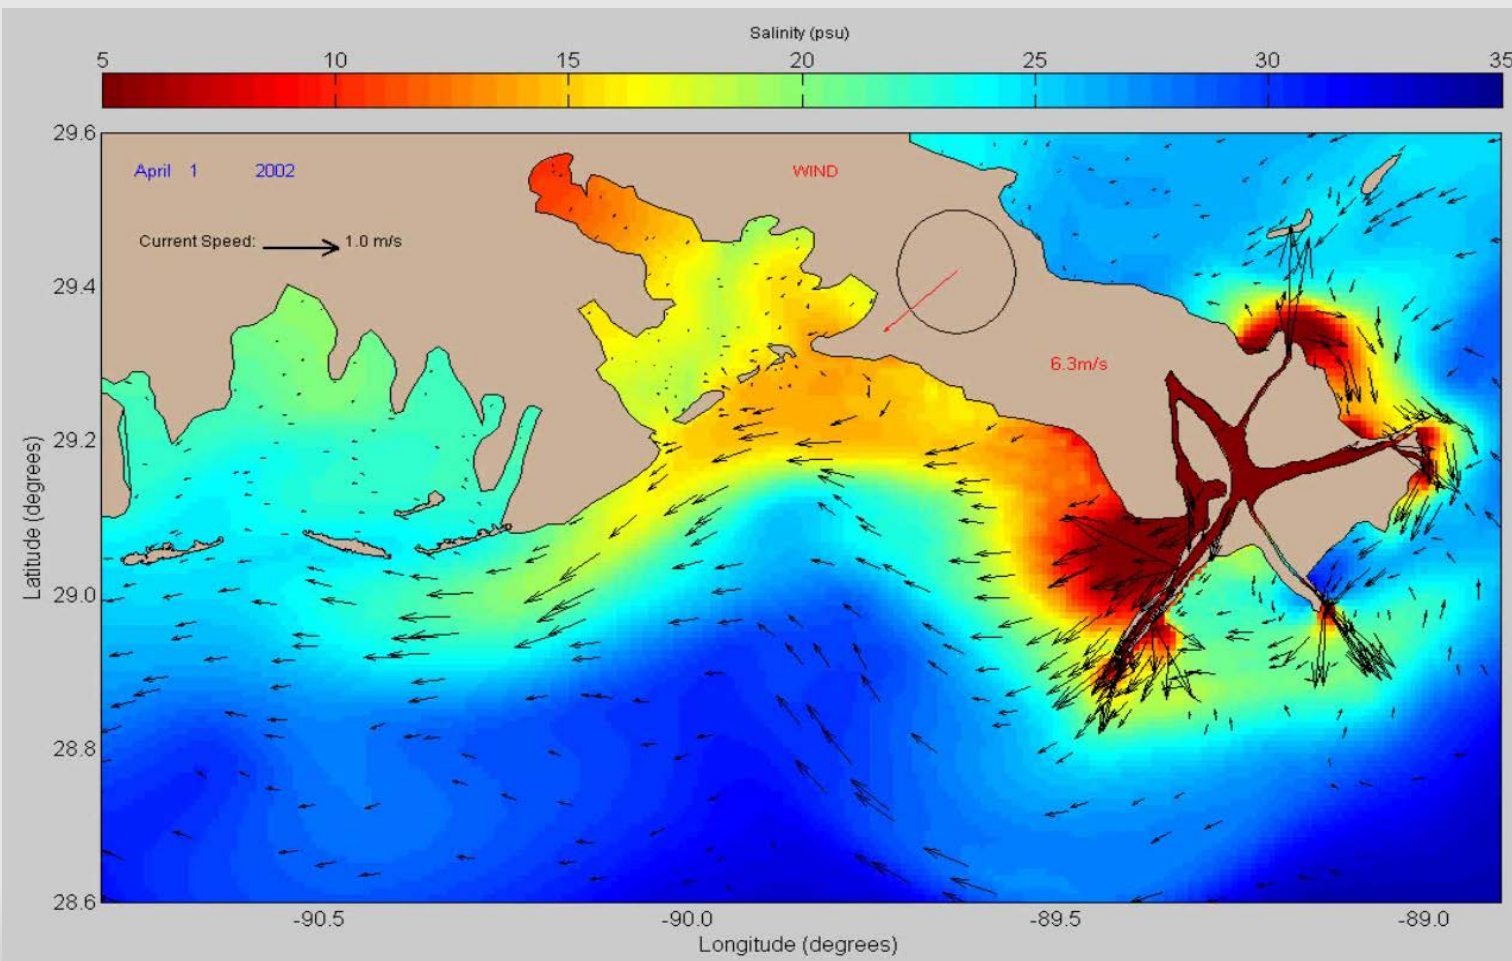 Salinity (psu)
5 10 15 20 25 30 35
29.6
April 1 2002
WIND
Current Speed: 1.0 m/s
29.4
6.3m/s
29.2
Latitude (degrees)
29.0
28.8
28.6
-90.5 -90.0 -89.5 -89.0
Longitude (degrees)